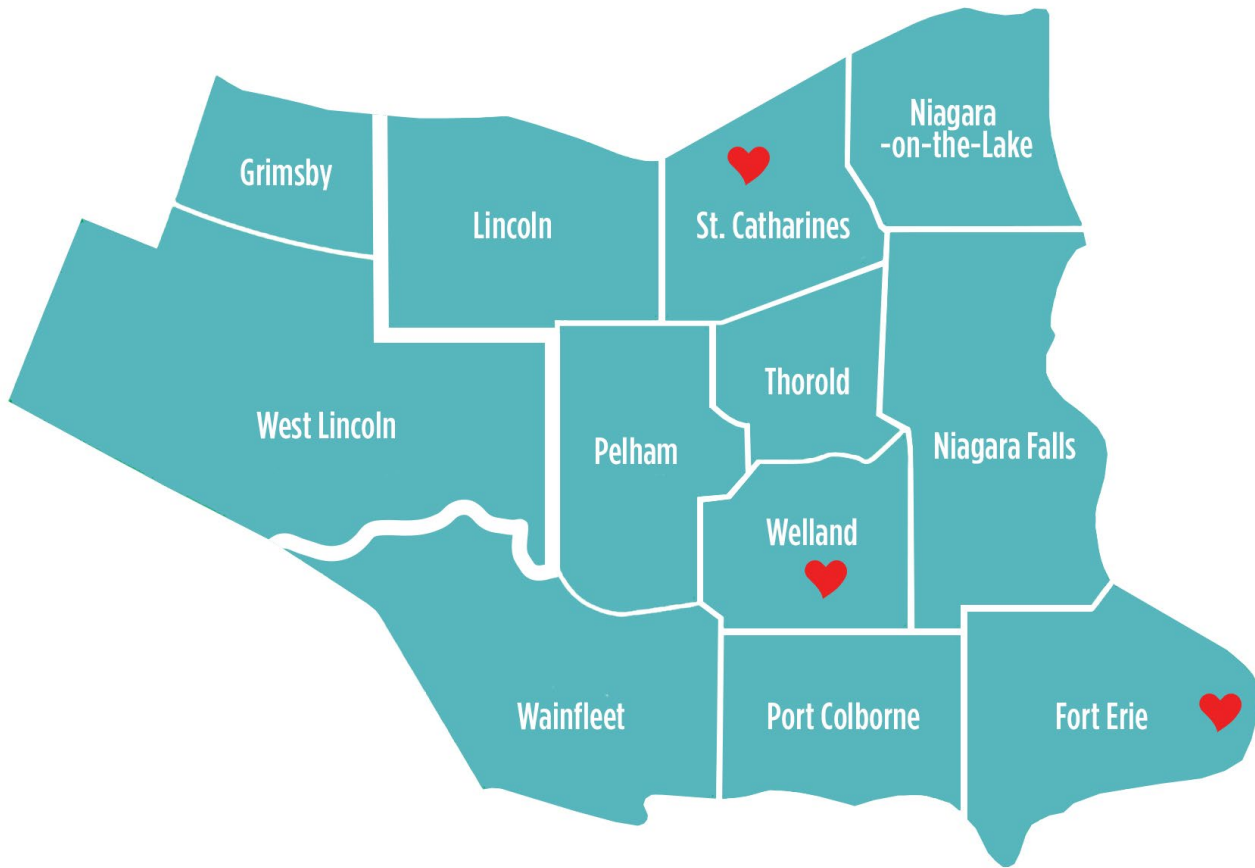 Niagara
-on-the-Lake
Grimsby
Lincoln
St. Catharines
Thorold
West Lincoln
Pelham
Niagara Falls
Welland
Wainfleet
Port Colborne
Fort Erie